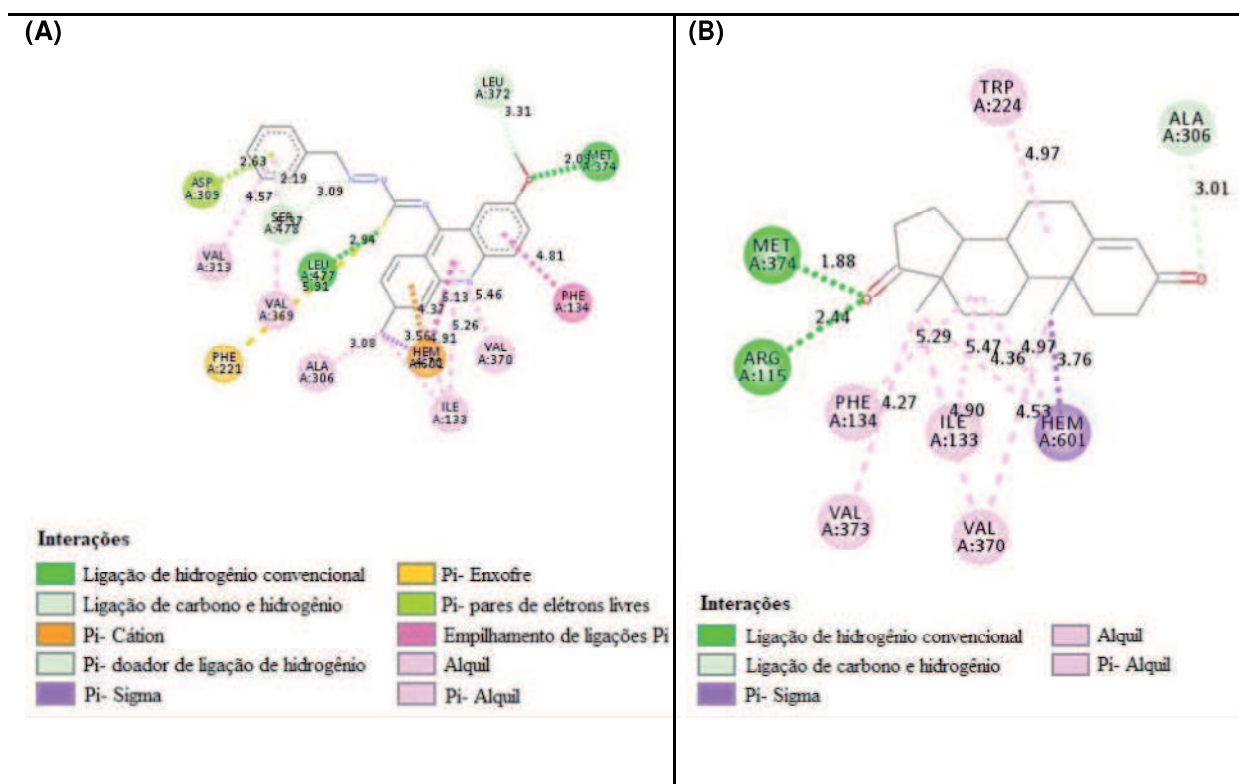 (A)
LEU
A:372
3.31
MET
A:374
2.63
2.19
ASP
A:309
3.09
4.57
SER
A:478
VAL
A:313
2.94
LEU
A:477
5.91
4.81
PHE
A:134
VAL
A:369
5.13
5.46
4.37
5.26
3.56
4.91
PHE
A:221
3.08
ALA
A:306
HEM
A:601
VAL
A:370
ILE
A:133
Interações
Ligação de hidrogênio convencional
Ligação de carbono e hidrogênio
Pi- Cátion
Pi- doador de ligação de hidrogênio
Pi- Sigma
Pi- Enxofre
Pi- pares de elétrons livres
Empilhamento de ligações Pi
Alquil
Pi- Alquil
(B)
TRP
A:224
ALA
A:306
4.97
3.01
MET
A:374
1.88
2.44
ARG
A:115
5.29
5.47
4.36
4.97
3.76
PHE
A:134
4.27
4.90
ILE
A:133
4.53
HEM
A:601
VAL
A:373
VAL
A:370
Interações
Ligação de hidrogênio convencional
Ligação de carbono e hidrogênio
Pi- Sigma
Alquil
Pi- Alquil